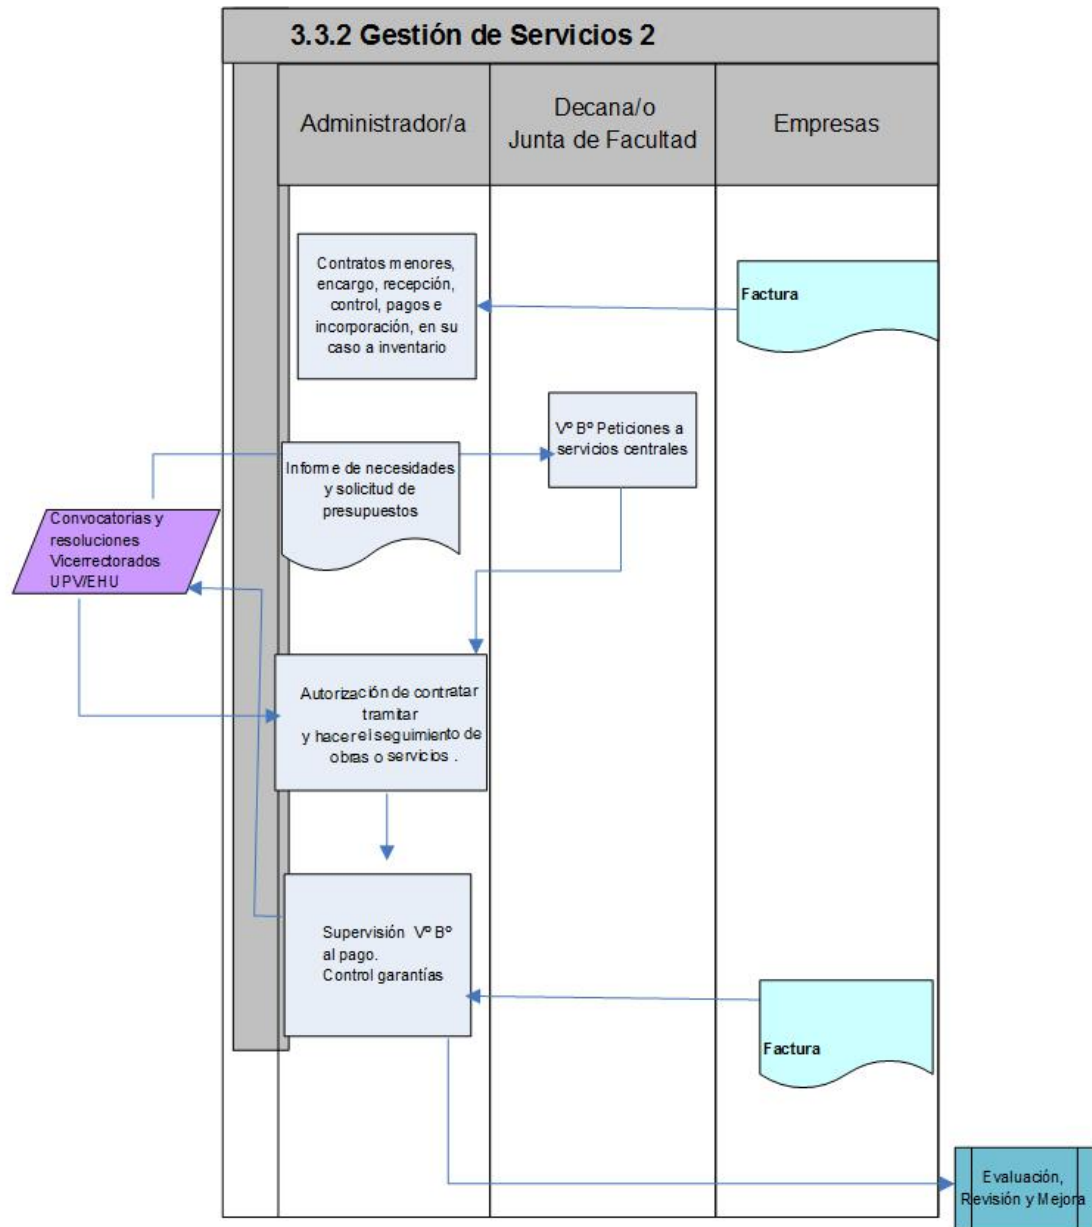 3.3.2 Gestión de Servicios 2
Administrador/a
Decana/o
Junta de Facultad
Empresas
Contratos menores,
encargo, recepción,
control, pagos e
incorporación, en su
caso a inventario
Factura
Vº Bº Peticiones a
servicios centrales
Informe de necesidades
y solicitud de
presupuestos
Convocatorias y
resoluciones
Vicerrectorados
UPV/EHU
Autorización de contratar
tramitar
y hacer el seguimiento de
obras o servicios .
Supervisión Vº Bº
al pago.
Control garantías
Factura
Evaluación,
Revisión y Mejora